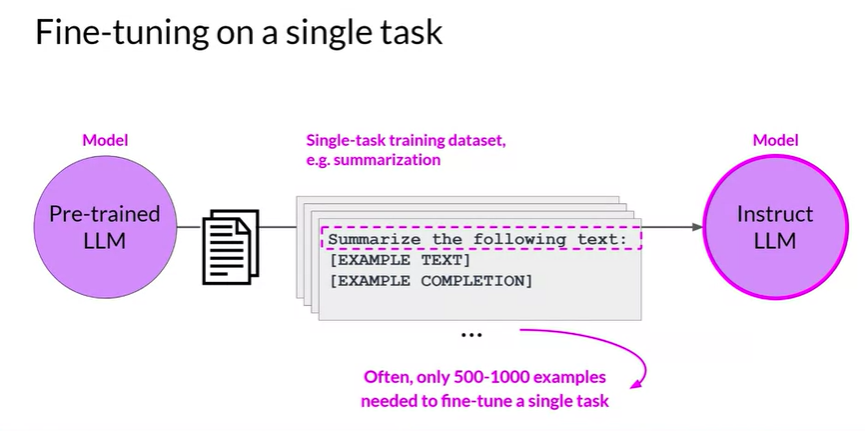 Fine-tuning on a single task
Model
Pre-trained
LLM
Single-task training dataset,
e.g. summarization
Summarize the following text:
[EXAMPLE TEXT]
[EXAMPLE COMPLETION]
...
Often, only 500-1000 examples
needed to fine-tune a single task
Model
Instruct
LLM